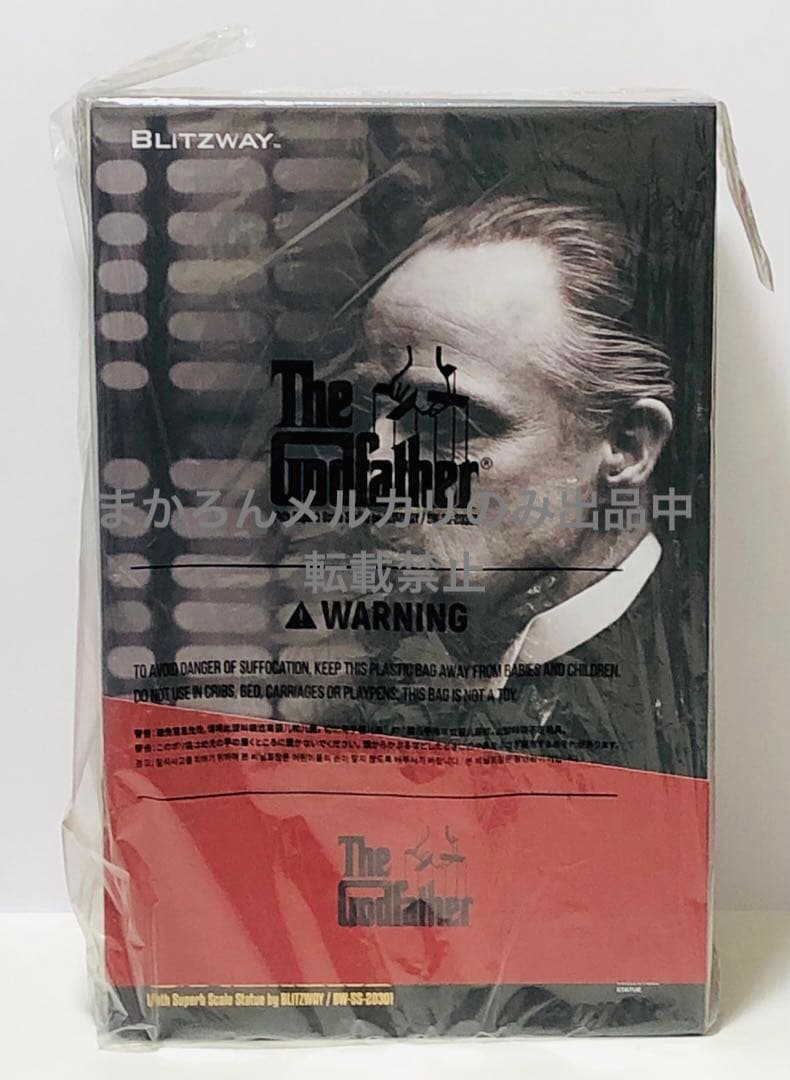 BLITZWAY™
The
Godfather®
まかろんメルカリのみ出品中
転載禁止
⚠ WARNING
TO AVOID DANGER OF SUFFOCATION, KEEP THIS PLASTIC BAG AWAY FROM BABIES AND CHILDREN.
DO NOT USE IN CRIBS, BED, CARRIAGES OR PLAYPENS; THIS BAG IS NOT A TOY.
The
Godfather
Superb Scale Statue by BLITZWAY / BW-SS-20301
STATUE